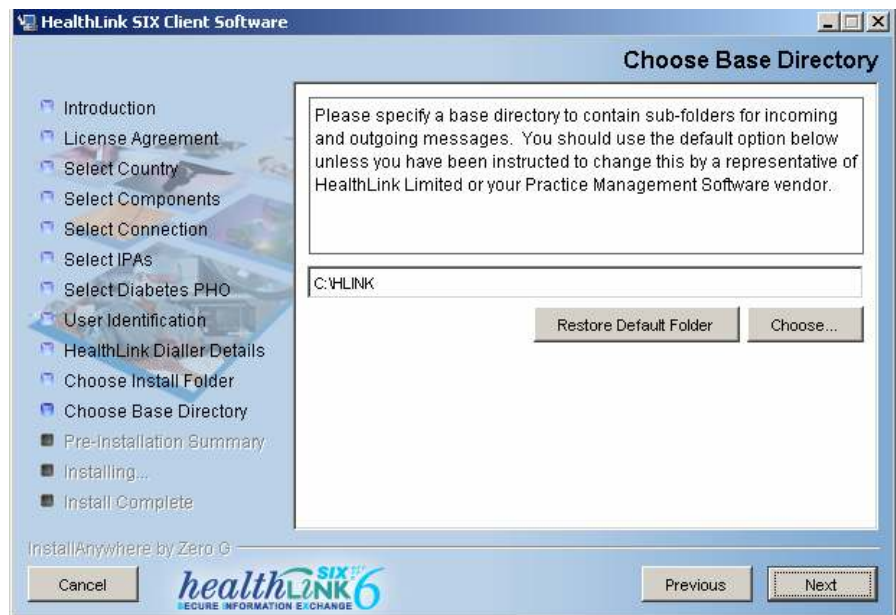 HealthLink SIX Client Software
Choose Base Directory
Introduction
License Agreement
Select Country
Select Components
Select Connection
Select IPAs
Select Diabetes PHO
User Identification
HealthLink Dialler Details
Choose Install Folder
Choose Base Directory
Pre-Installation Summary
Installing...
Install Complete
Please specify a base directory to contain sub-folders for incoming
and outgoing messages. You should use the default option below
unless you have been instructed to change this by a representative of
HealthLink Limited or your Practice Management Software vendor.
C:\HLINK
Restore Default Folder
Choose...
InstallAnywhere by Zero G
Cancel
healthLINK SIX 6
SECURE INFORMATION EXCHANGE
Previous
Next